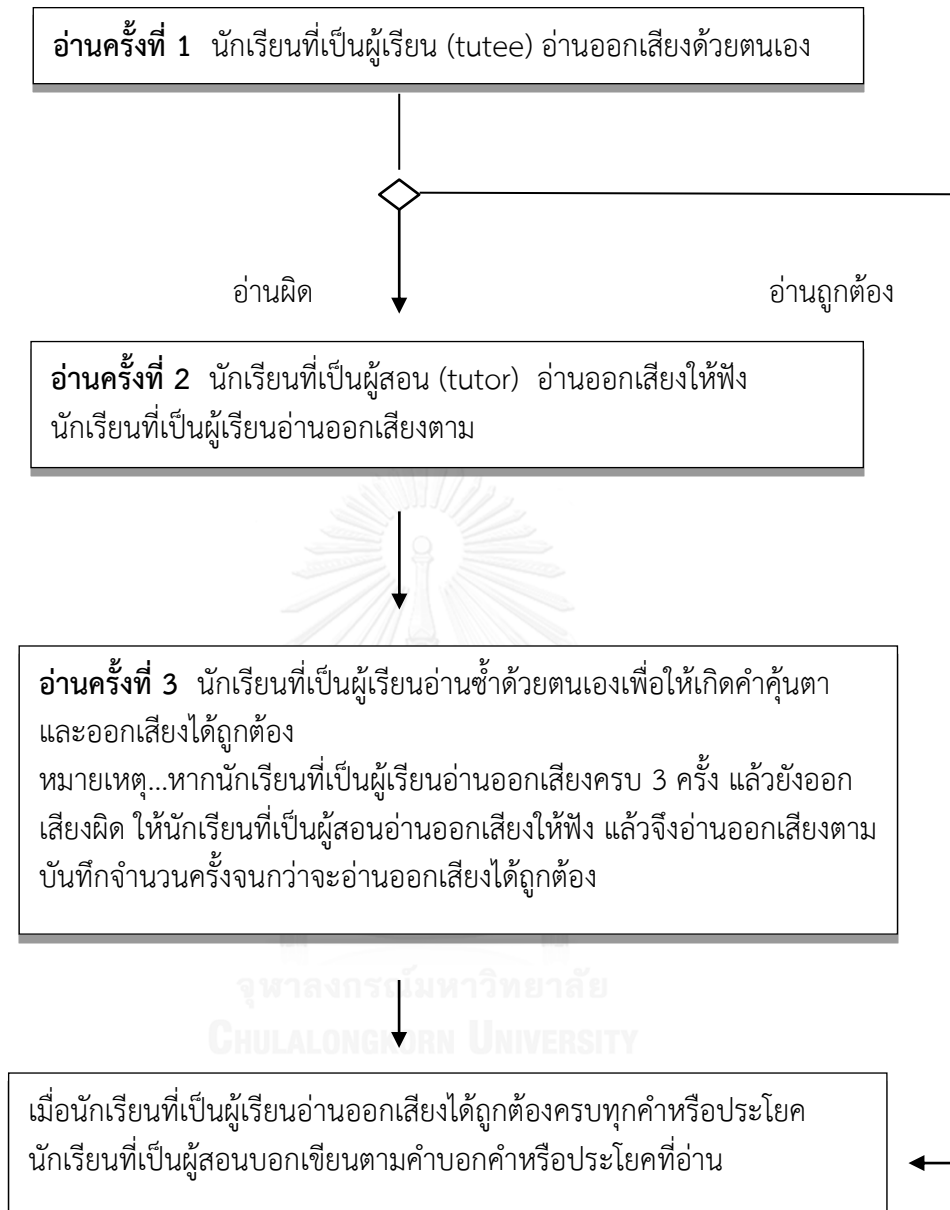 อ่านครั้งที่ 1 นักเรียนที่เป็นผู้เรียน (tutee) อ่านออกเสียงด้วยตนเอง
อ่านผิด
อ่านถูกต้อง
อ่านครั้งที่ 2 นักเรียนที่เป็นผู้สอน (tutor) อ่านออกเสียงให้ฟัง
นักเรียนที่เป็นผู้เรียนอ่านออกเสียงตาม
อ่านครั้งที่ 3 นักเรียนที่เป็นผู้เรียนอ่านซ้ำด้วยตนเองเพื่อให้เกิดคำคุ้นตา
และออกเสียงได้ถูกต้อง
หมายเหตุ...หากนักเรียนที่เป็นผู้เรียนอ่านออกเสียงครบ 3 ครั้ง แล้วยังออก
เสียงผิด ให้นักเรียนที่เป็นผู้สอนอ่านออกเสียงให้ฟัง แล้วจึงอ่านออกเสียงตาม
บันทึกจำนวนครั้งจนกว่าจะอ่านออกเสียงได้ถูกต้อง
จุฬาลงกรณ์มหาวิทยาลัย
CHULALONGKORN UNIVERSITY
เมื่อนักเรียนที่เป็นผู้เรียนอ่านออกเสียงได้ถูกต้องครบทุกคำหรือประโยค
นักเรียนที่เป็นผู้สอนบอกเขียนตามคำบอกคำหรือประโยคที่อ่าน